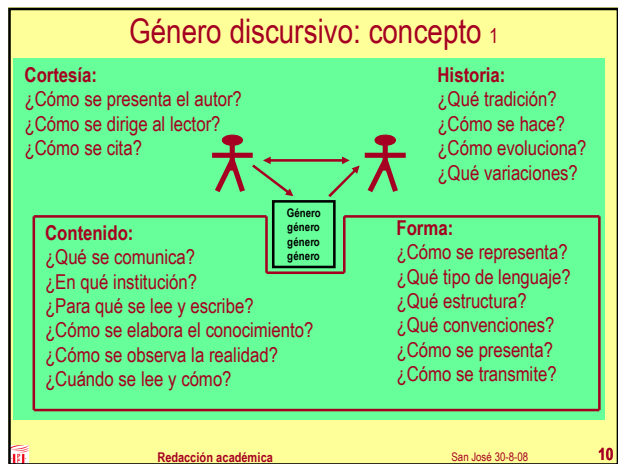 Género discursivo: concepto 1
Cortesía:
¿Cómo se presenta el autor?
¿Cómo se dirige al lector?
¿Cómo se cita?
Historia:
¿Qué tradición?
¿Cómo se hace?
¿Cómo evoluciona?
¿Qué variaciones?
Género
género
género
género
Contenido:
¿Qué se comunica?
¿En qué institución?
¿Para qué se lee y escribe?
¿Cómo se elabora el conocimiento?
¿Cómo se observa la realidad?
¿Cuándo se lee y cómo?
Forma:
¿Cómo se representa?
¿Qué tipo de lenguaje?
¿Qué estructura?
¿Qué convenciones?
¿Cómo se presenta?
¿Cómo se transmite?
Redacción académica
San José 30-8-08
10